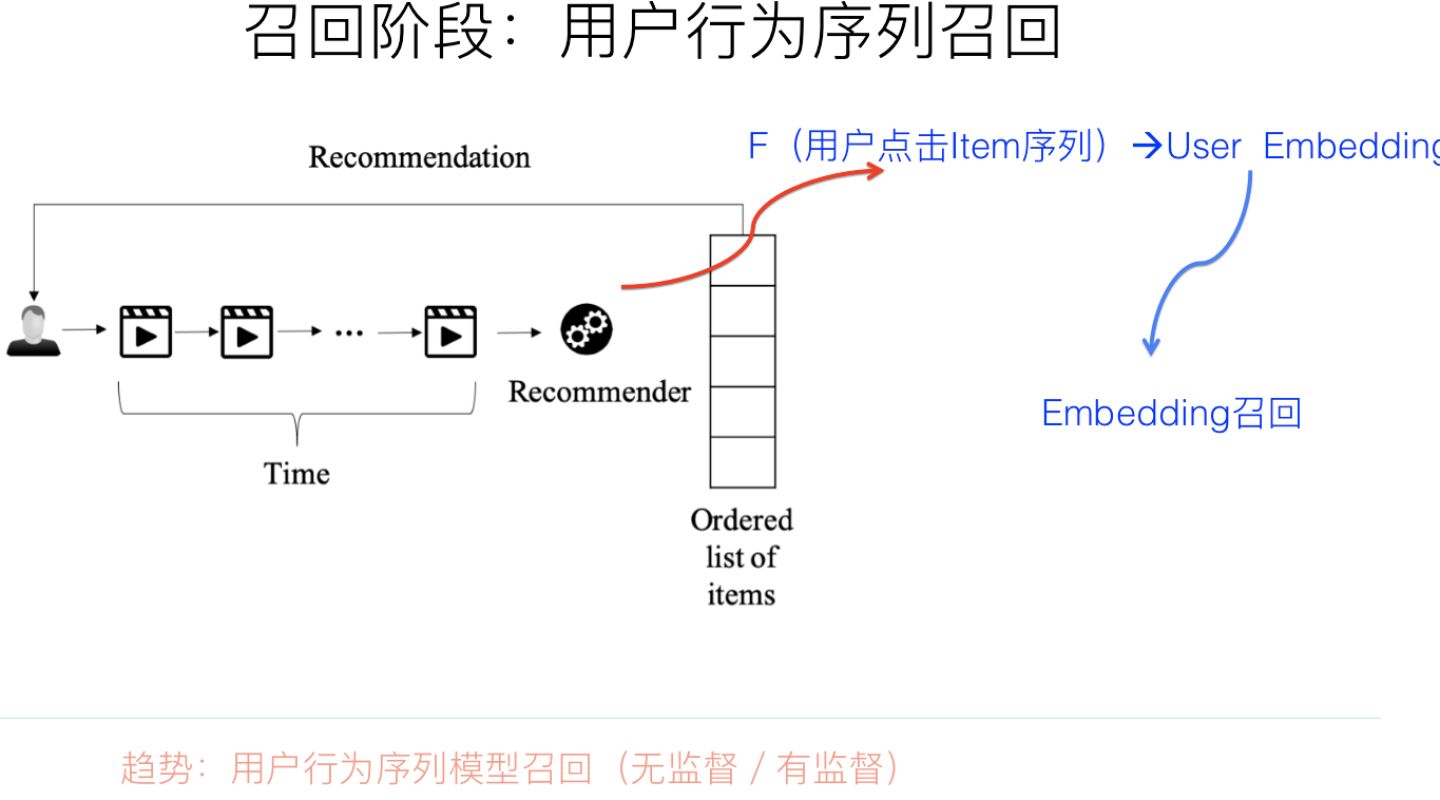 召回阶段：用户行为序列召回
F（用户点击Item序列）→User Embedding
Recommendation
...
Recommender
Embedding召回
Time
Ordered
list of
items
趋势：用户行为序列模型召回（无监督 / 有监督）